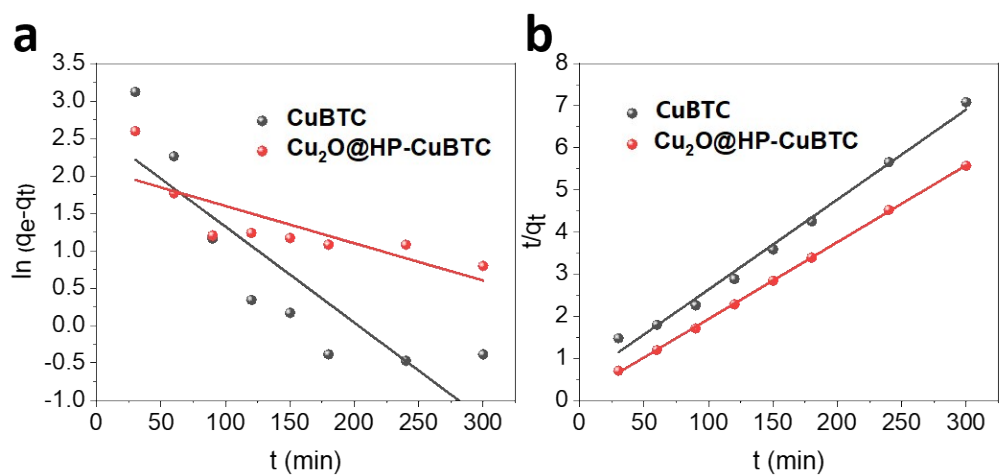 a
3.5
3.0
2.5
2.0
1.5
1.0
0.5
0.0
-0.5
-1.0
ln (qe-qt)
CuBTC
Cu₂O@HP-CuBTC
0 50 100 150 200 250 300
t (min)
b
8
7
6
5
4
3
2
1
0
t/qt
CuBTC
Cu₂O@HP-CuBTC
0 50 100 150 200 250 300
t (min)